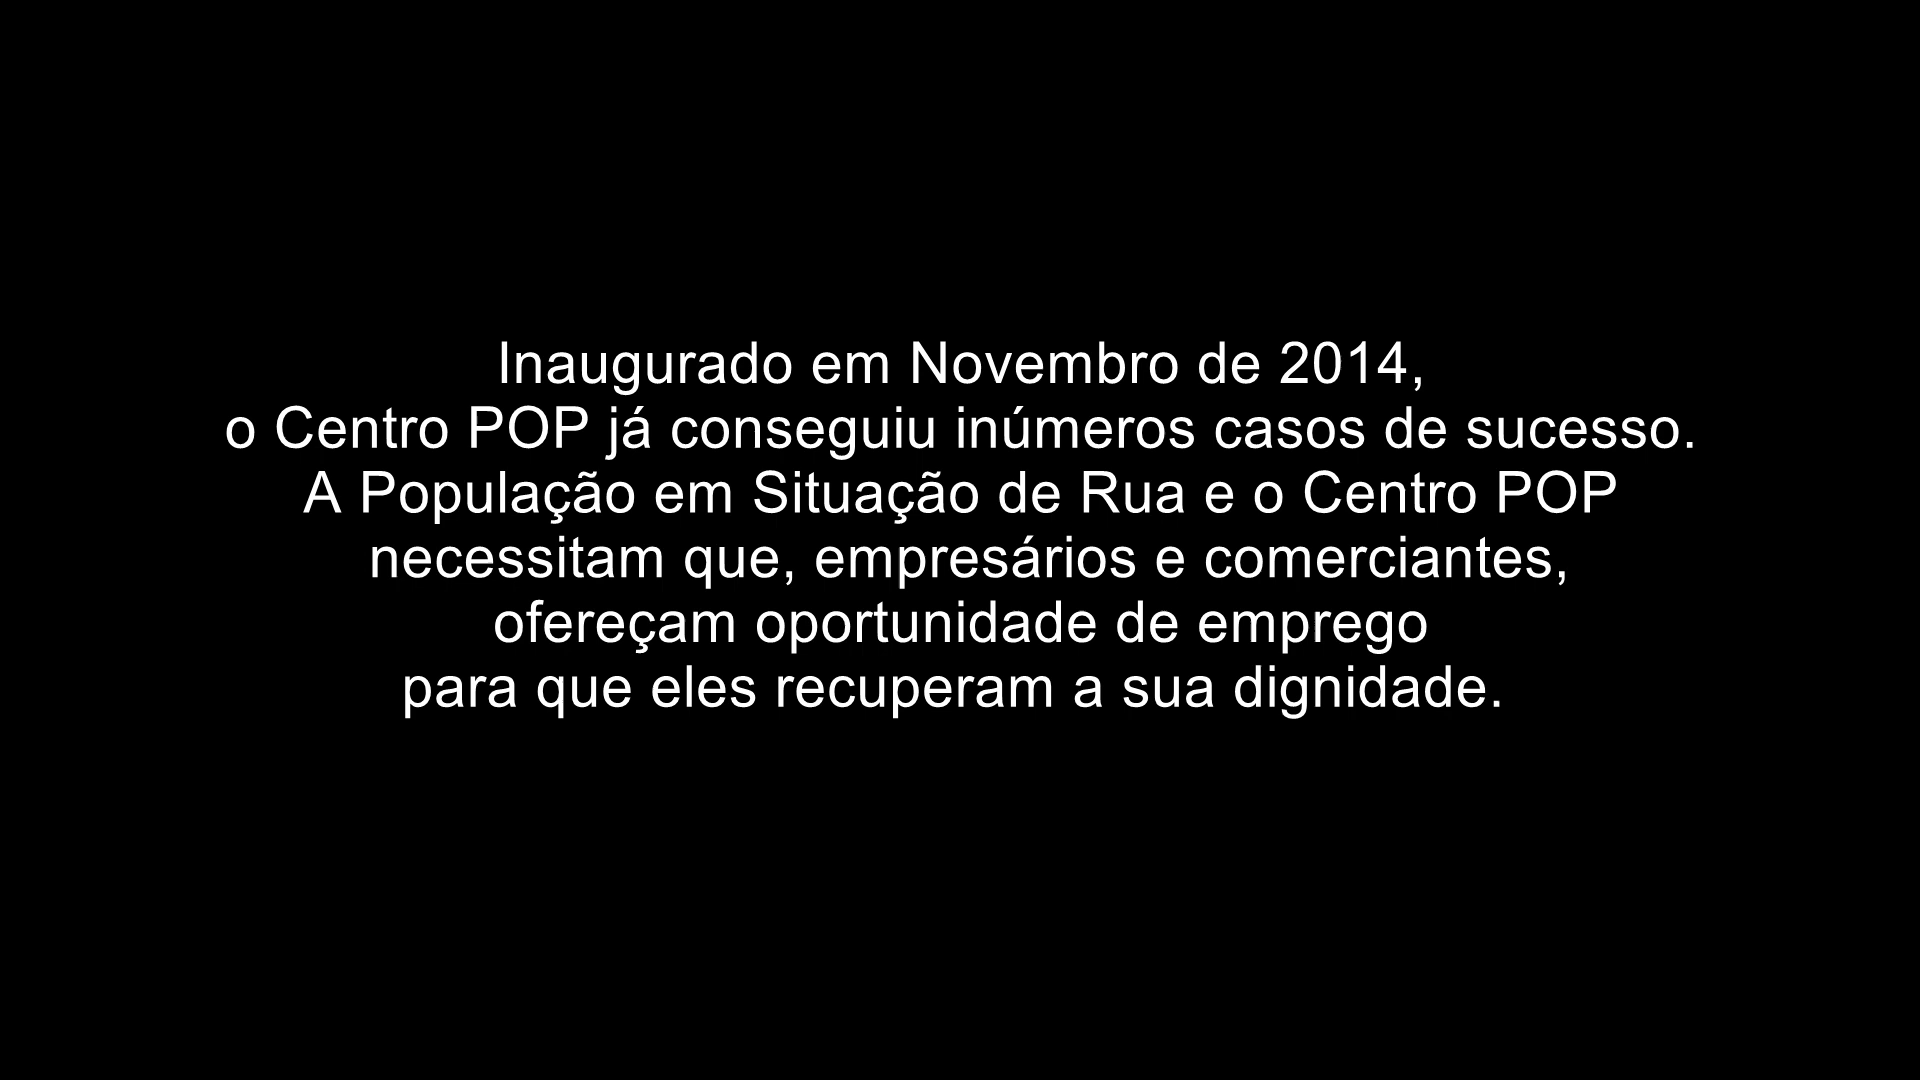 Inaugurado em Novembro de 2014,
o Centro POP já conseguiu inúmeros casos de sucesso.
A População em Situação de Rua e o Centro POP
necessitam que, empresários e comerciantes,
ofereçam oportunidade de emprego
para que eles recuperam a sua dignidade.